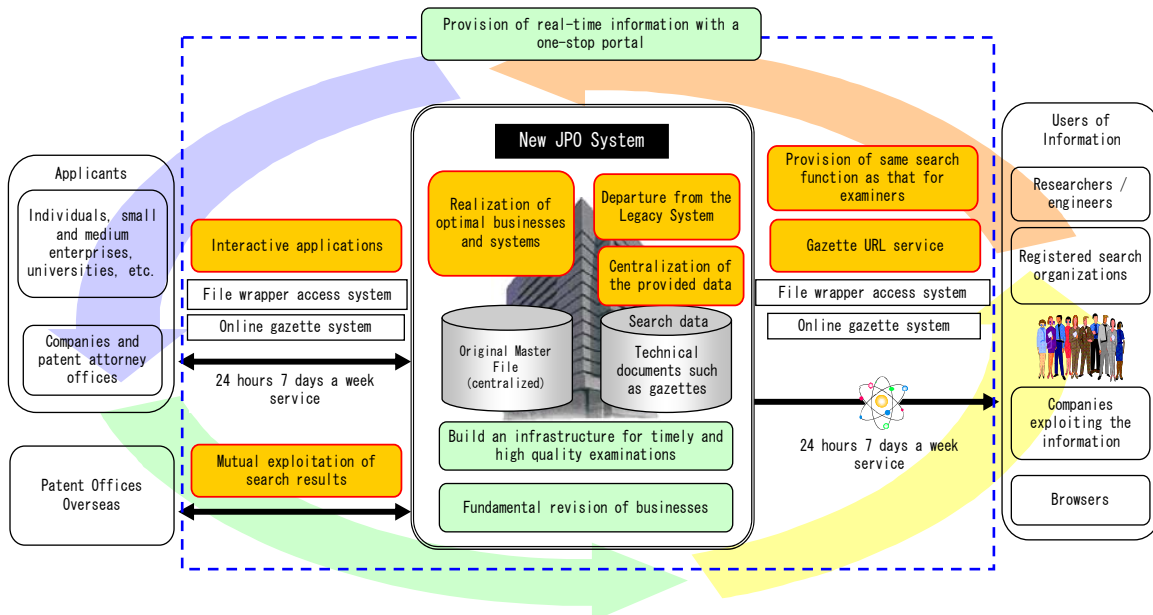 Provision of real-time information with a
one-stop portal
New JPO System
Applicants
Individuals, small
and medium
enterprises,
universities, etc.
Companies and
patent attorney
offices
Patent Offices
Overseas
Interactive applications
File wrapper access system
Online gazette system
24 hours 7 days a week
service
Mutual exploitation of
search results
Realization of
optimal businesses
and systems
Departure from the
Legacy System
Centralization of
the provided data
Original Master
File
(centralized)
Search data
Technical
documents such
as gazettes
Build an infrastructure for timely and
high quality examinations
Fundamental revision of businesses
Provision of same search
function as that for
examiners
Gazette URL service
File wrapper access system
Online gazette system
24 hours 7 days a week
service
Users of
Information
Researchers /
engineers
Registered search
organizations
Companies
exploiting the
information
Browsers